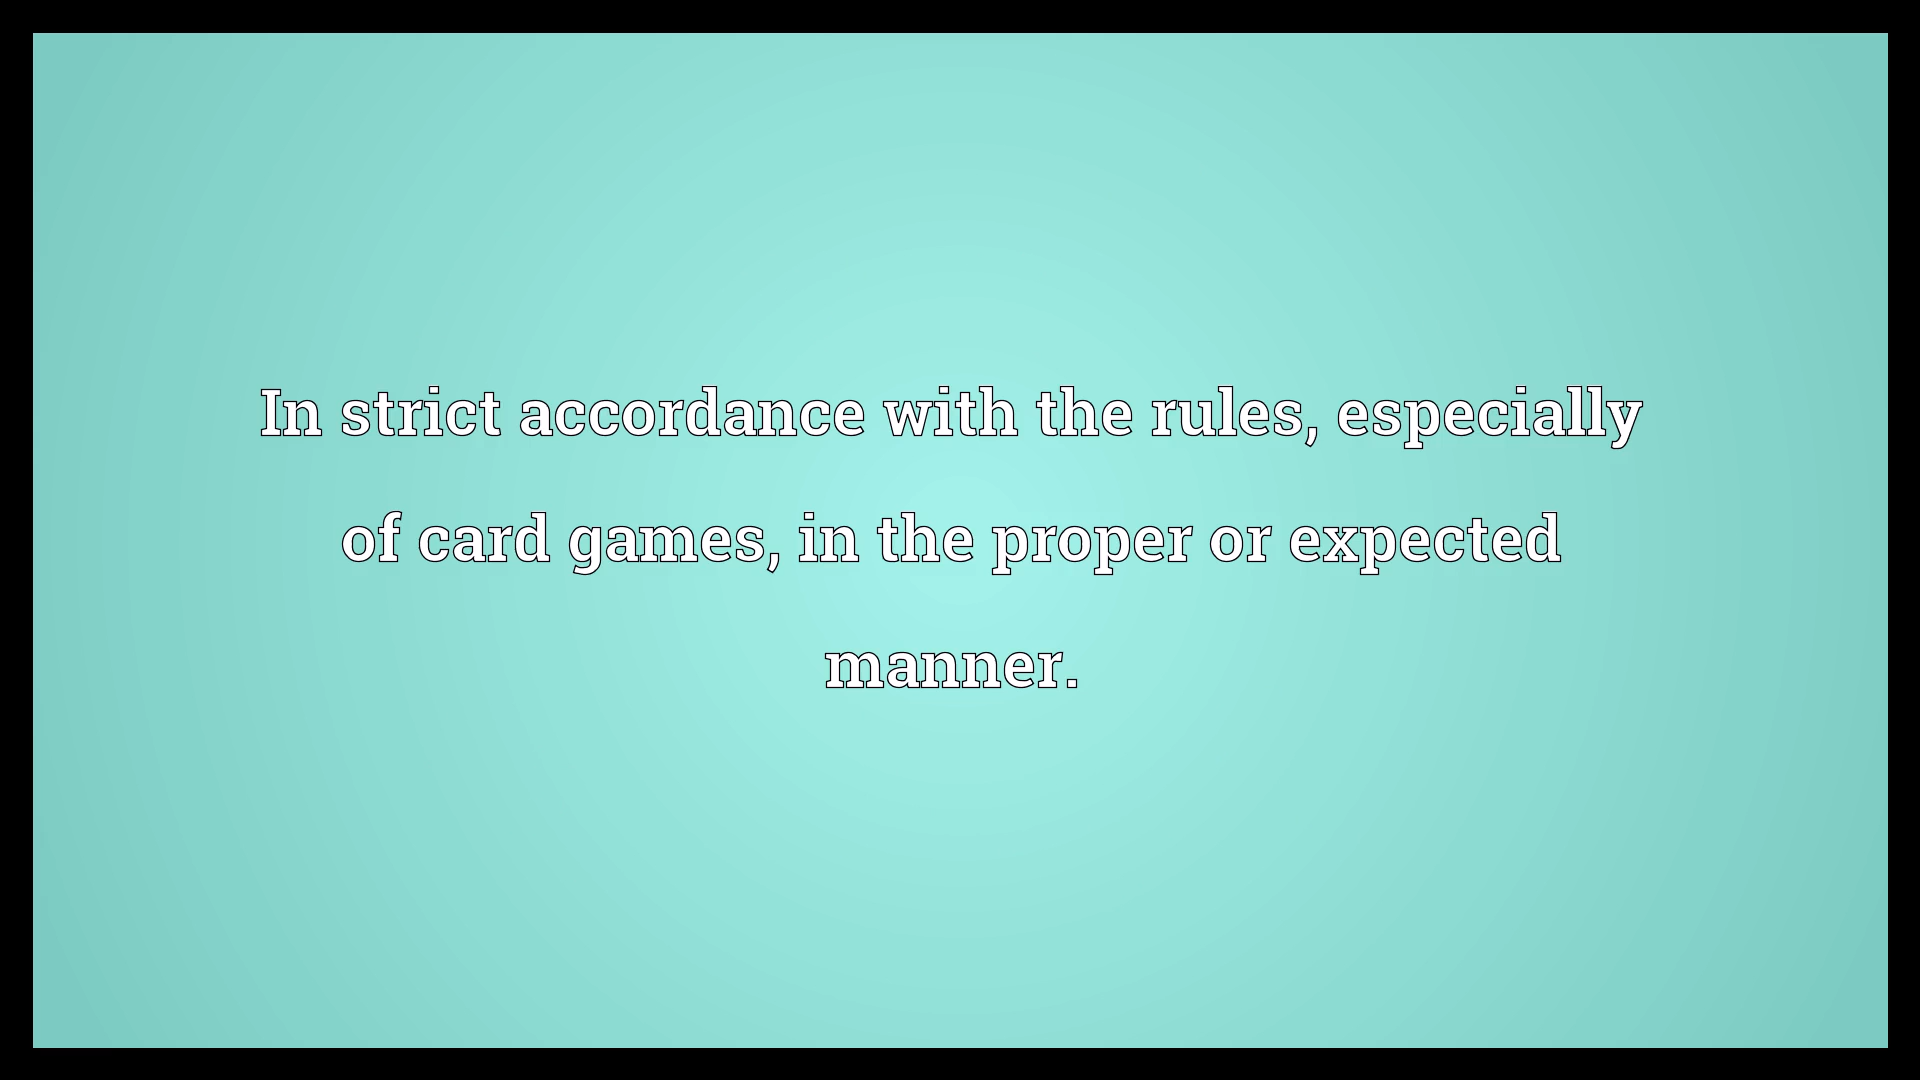 In strict accordance with the rules, especially
of card games, in the proper or expected
manner.